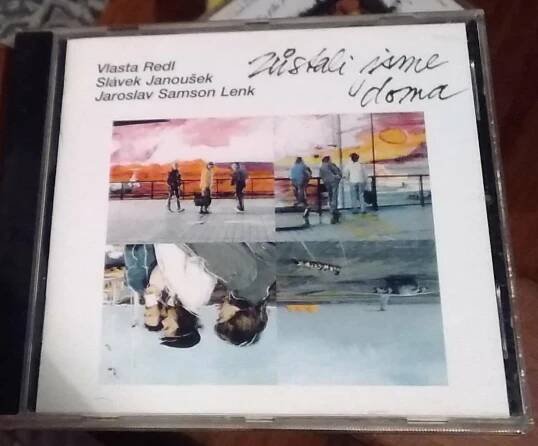 Vlasta Redl
Slávek Janoušek
Jaroslav Samson Lenk
zůstali jsme
doma